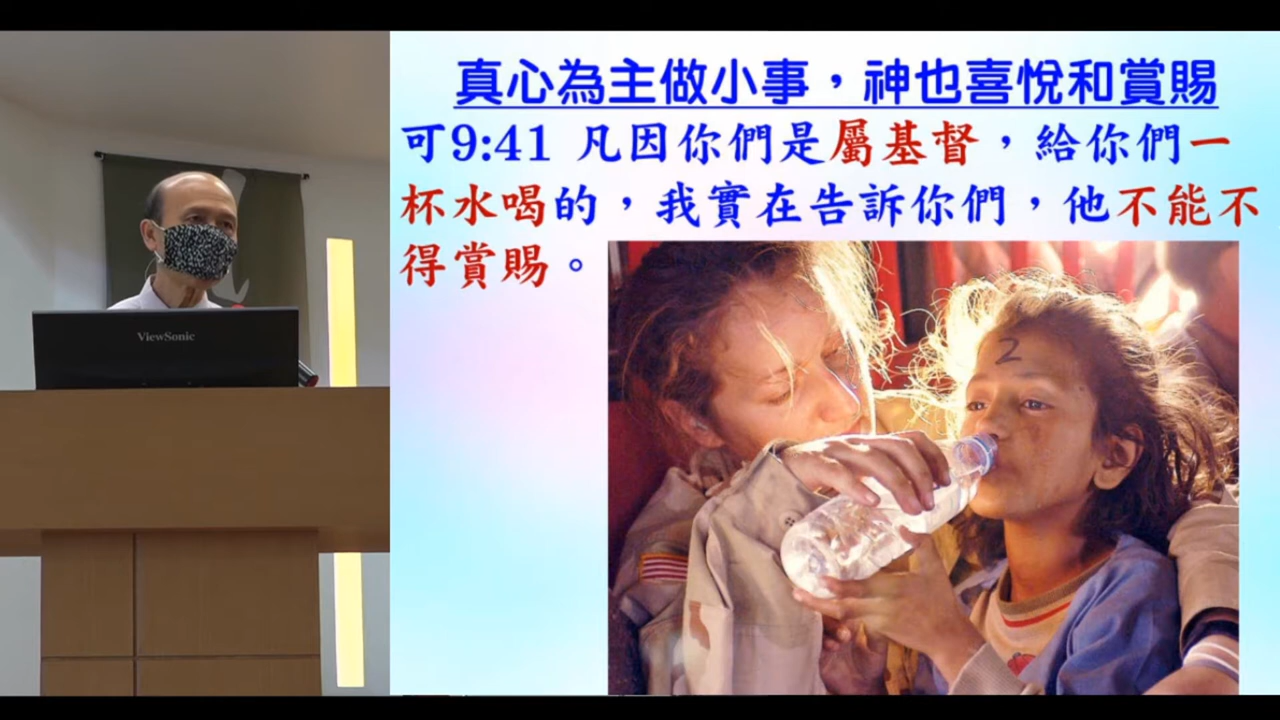 真心為主做小事，神也喜悅和賞賜
可9:41 凡因你們是屬基督，給你們一
杯水喝的，我實在告訴你們，他不能不
得賞賜。
ViewSonic
2